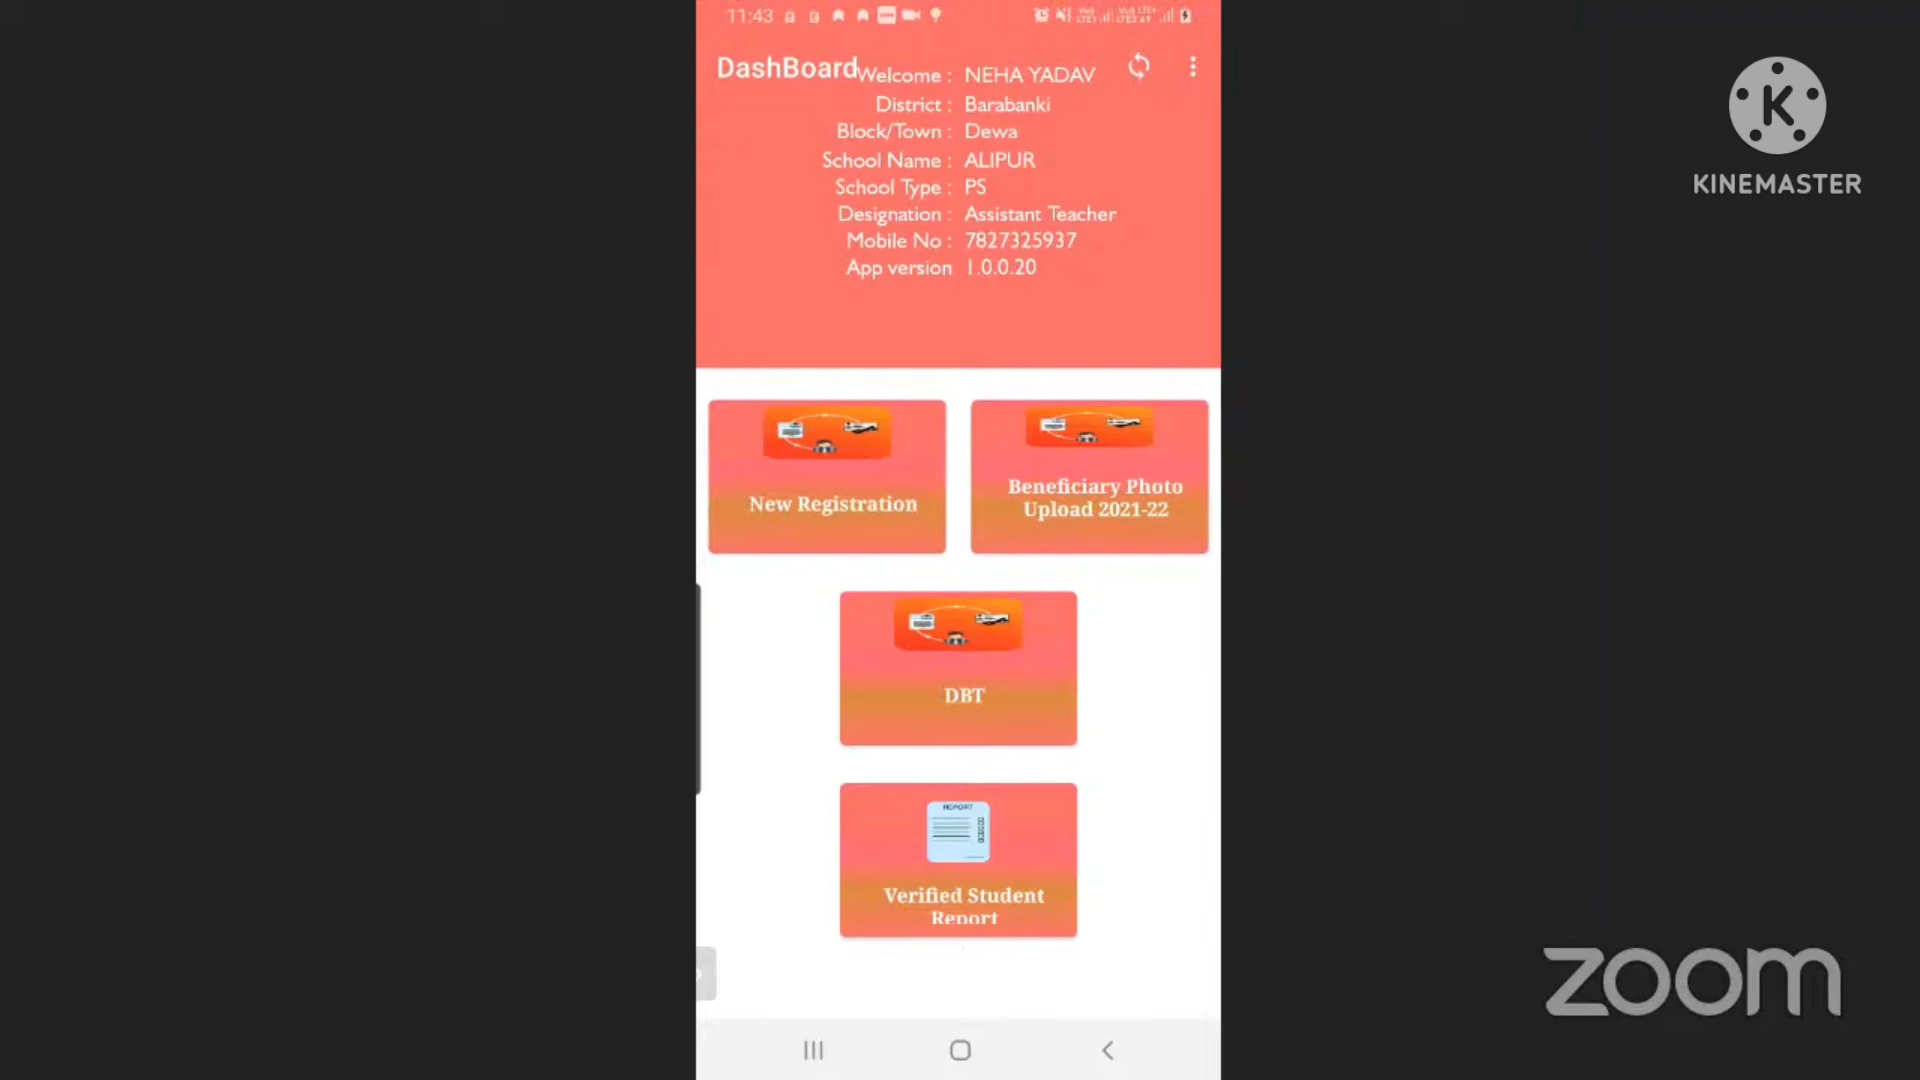 11:43
DashBoard
Welcome : NEHA YADAV
District : Barabanki
Block/Town : Dewa
School Name : ALIPUR
School Type : PS
Designation : Assistant Teacher
Mobile No : 7827325937
App version 1.0.0.20
New Registration
Beneficiary Photo
Upload 2021-22
DBT
REPORT
Verified Student
Report
K
KINEMASTER
zoom